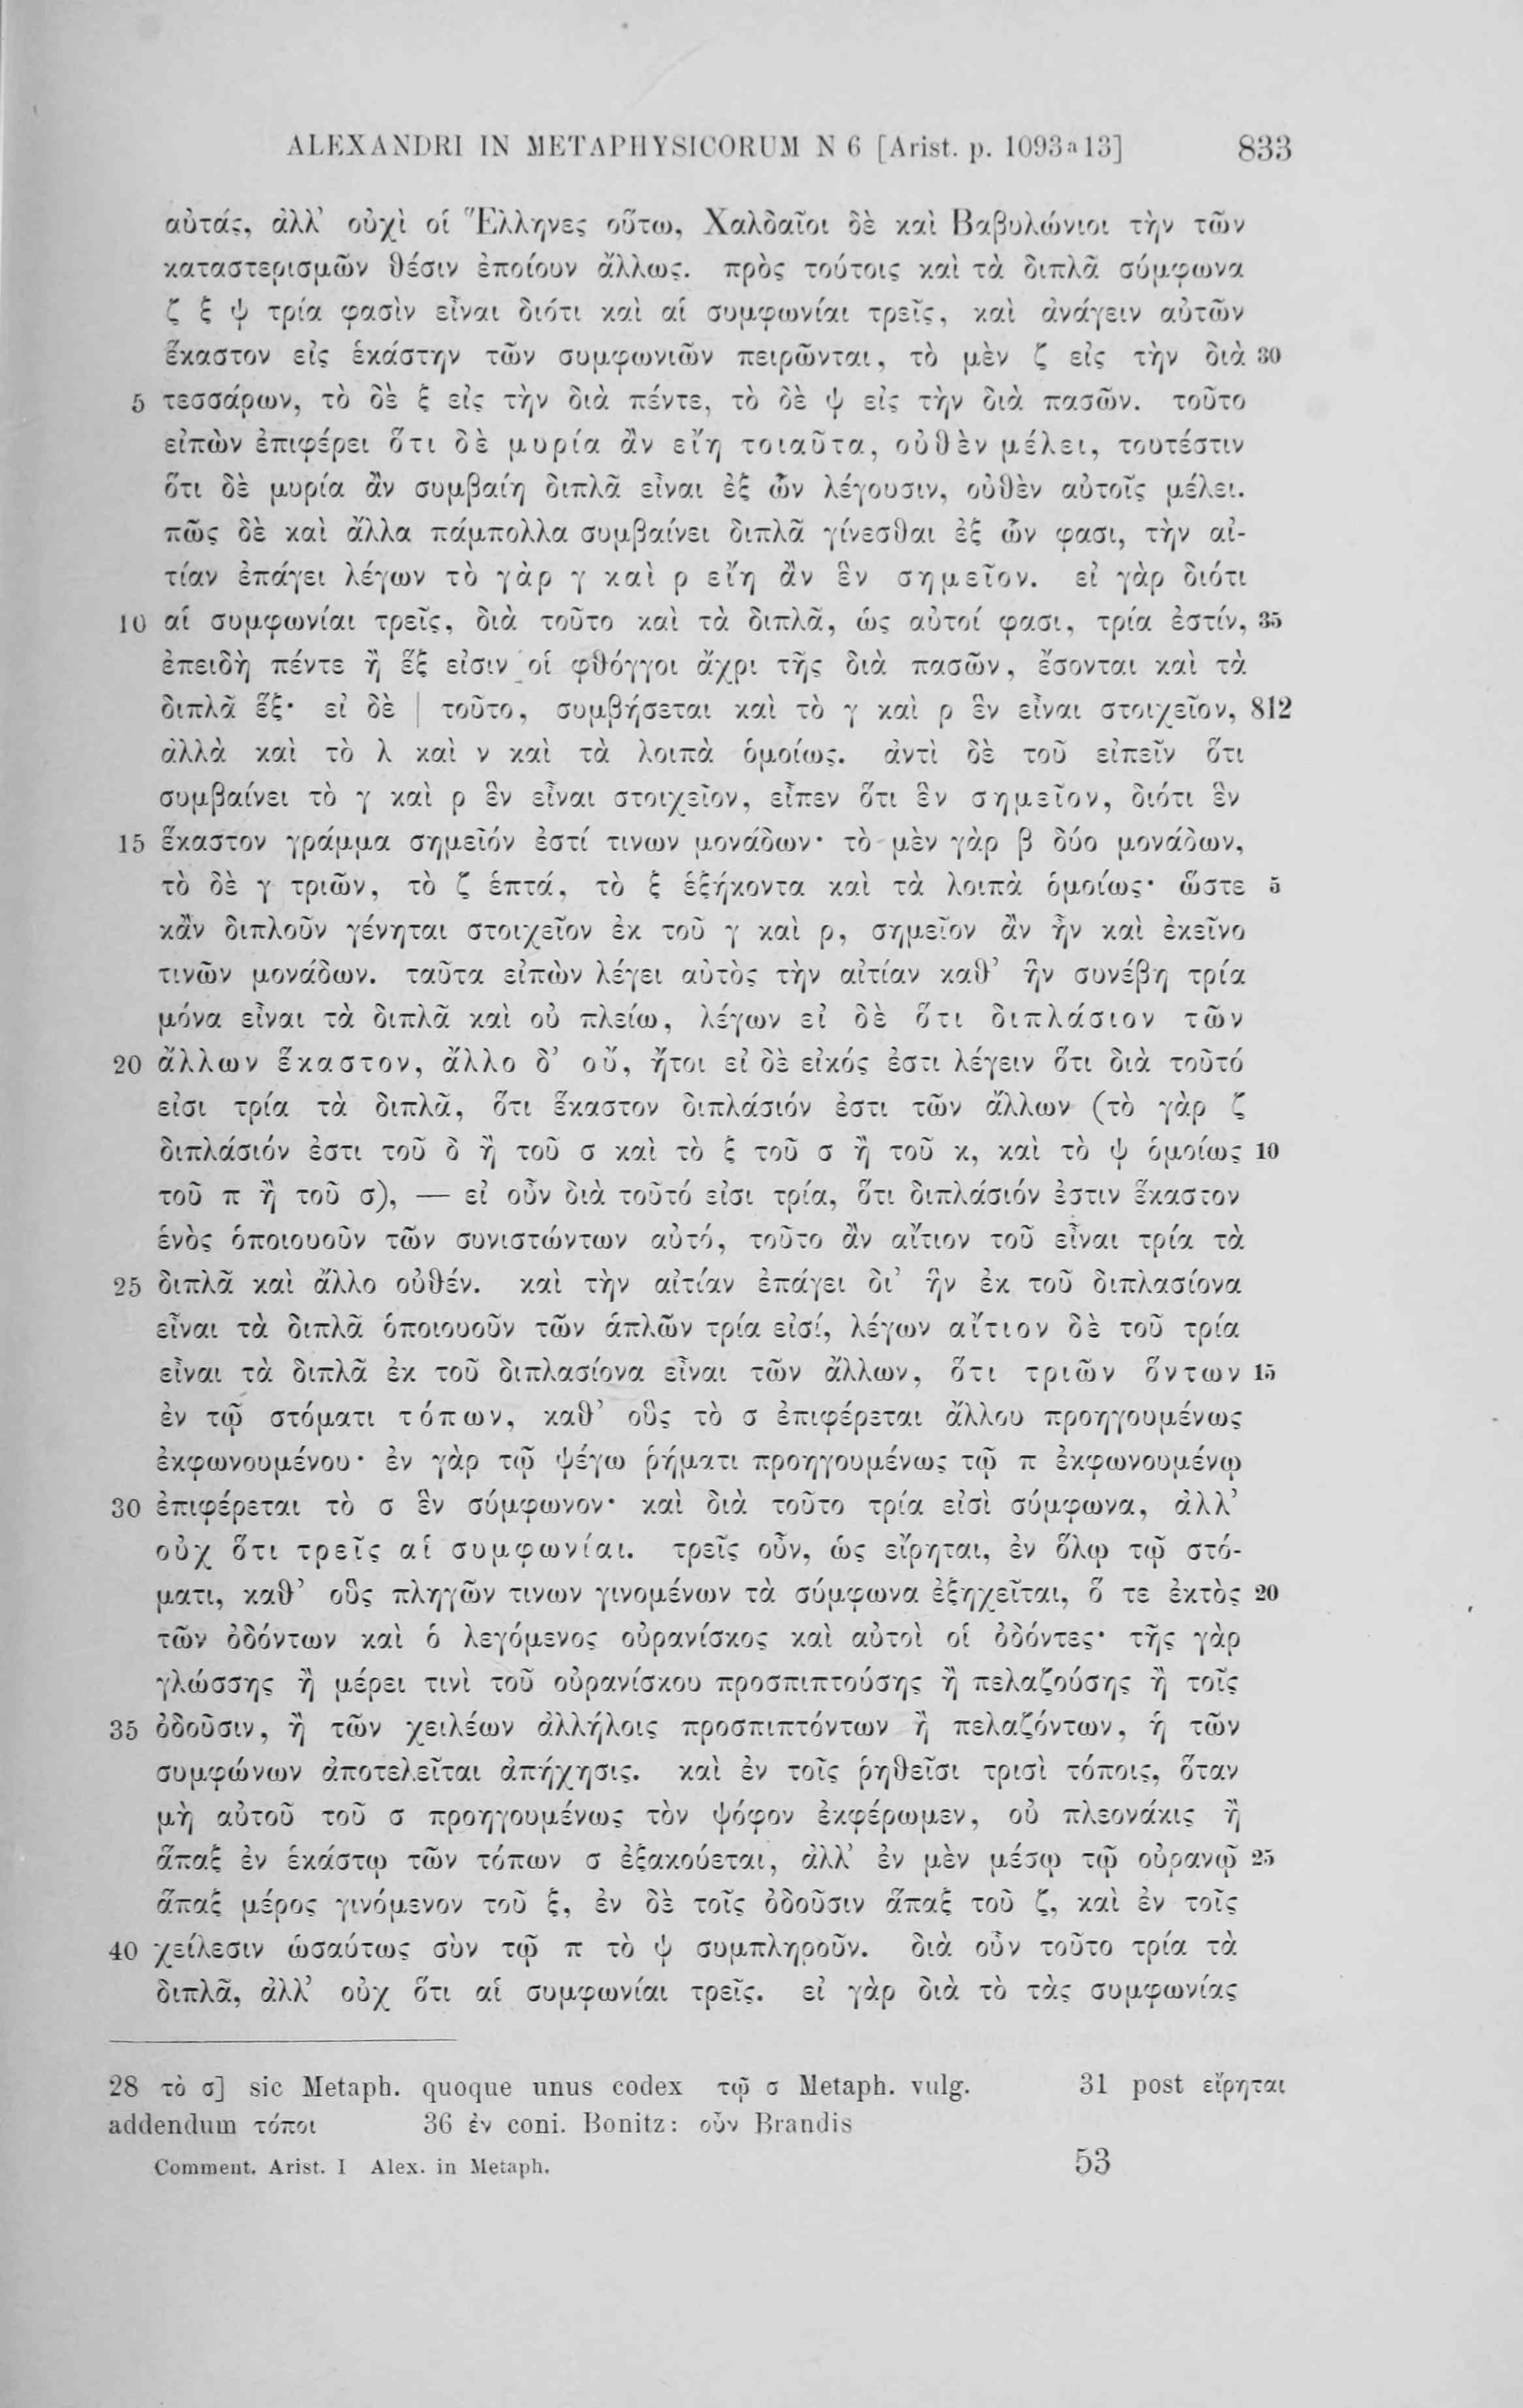 ALEXANDRI IN METAPHYSICORUM N 6 [Arist. p. 1093a13] 833
αὐτάς, ἀλλ’ οὐχὶ οἱ Ἕλληνες οὕτω, Χαλδαῖοι δὲ καὶ Βαβυλώνιοι τὴν τῶν
καταστερισμῶν θέσιν ἐποίουν ἄλλως. πρὸς τούτοις καὶ τὰ διπλᾶ σύμφωνα
ζ ξ ψ τρία φασὶν εἶναι διότι καὶ αἱ συμφωνίαι τρεῖς, καὶ ἀνάγειν αὐτῶν
ἕκαστον εἰς ἑκάστην τῶν συμφωνιῶν πειρῶνται, τὸ μὲν ζ εἰς τὴν διὰ 30
5 τεσσάρων, τὸ δὲ ξ εἰς τὴν διὰ πέντε, τὸ δὲ ψ εἰς τὴν διὰ πασῶν. τοῦτο
εἰπὼν ἐπιφέρει ὅτι δὲ μυρία ἂν εἴη τοιαῦτα, οὐθὲν μέλει, τουτέστιν
ὅτι δὲ μυρία ἂν συμβαίη διπλᾶ εἶναι ἐξ ὧν λέγουσιν, οὐθὲν αὐτοῖς μέλει.
πῶς δὲ καὶ ἄλλα πάμπολλα συμβαίνει διπλᾶ γίνεσθαι ἐξ ὧν φασι, τὴν αἰ-
τίαν ἐπάγει λέγων τὸ γὰρ γ καὶ ρ εἴη ἂν ἓν σημεῖον. εἰ γὰρ διότι
10 αἱ συμφωνίαι τρεῖς, διὰ τοῦτο καὶ τὰ διπλᾶ, ὡς αὐτοί φασι, τρία ἐστίν, 35
ἐπειδὴ πέντε ἢ ἕξ εἰσιν οἱ φθόγγοι ἄχρι τῆς διὰ πασῶν, ἔσονται καὶ τὰ
διπλᾶ ἕξ· εἰ δὲ | τοῦτο, συμβήσεται καὶ τὸ γ καὶ ρ ἓν εἶναι στοιχεῖον, 812
ἀλλὰ καὶ τὸ λ καὶ ν καὶ τὰ λοιπὰ ὁμοίως. ἀντὶ δὲ τοῦ εἰπεῖν ὅτι
συμβαίνει τὸ γ καὶ ρ ἓν εἶναι στοιχεῖον, εἶπεν ὅτι ἓν σημεῖον, διότι ἓν
15 ἕκαστον γράμμα σημεῖόν ἐστί τινων μονάδων· τὸ μὲν γὰρ β δύο μονάδων,
τὸ δὲ γ τριῶν, τὸ ζ ἑπτά, τὸ ξ ἑξήκοντα καὶ τὰ λοιπὰ ὁμοίως· ὥστε 5
κἂν διπλοῦν γένηται στοιχεῖον ἐκ τοῦ γ καὶ ρ, σημεῖον ἂν ἦν καὶ ἐκεῖνο
τινῶν μονάδων. ταῦτα εἰπὼν λέγει αὐτὸς τὴν αἰτίαν καθ’ ἣν συνέβη τρία
μόνα εἶναι τὰ διπλᾶ καὶ οὐ πλείω, λέγων εἰ δὲ ὅτι διπλάσιον τῶν
20 ἄλλων ἕκαστον, ἄλλο δ’ οὔ, ἤτοι εἰ δὲ εἰκός ἐστι λέγειν ὅτι διὰ τοῦτό
εἰσι τρία τὰ διπλᾶ, ὅτι ἕκαστον διπλάσιόν ἐστι τῶν ἄλλων (τὸ γὰρ ζ
διπλάσιόν ἐστι τοῦ δ ἢ τοῦ σ καὶ τὸ ξ τοῦ σ ἢ τοῦ κ, καὶ τὸ ψ ὁμοίως 10
τοῦ π ἢ τοῦ σ), — εἰ οὖν διὰ τοῦτό εἰσι τρία, ὅτι διπλάσιόν ἐστιν ἕκαστον
ἑνὸς ὁποιουοῦν τῶν συνιστώντων αὐτό, τοῦτο ἂν αἴτιον τοῦ εἶναι τρία τὰ
25 διπλᾶ καὶ ἄλλο οὐθέν. καὶ τὴν αἰτίαν ἐπάγει δι’ ἣν ἐκ τοῦ διπλασίονα
εἶναι τὰ διπλᾶ ὁποιουοῦν τῶν ἁπλῶν τρία εἰσί, λέγων αἴτιον δὲ τοῦ τρία
εἶναι τὰ διπλᾶ ἐκ τοῦ διπλασίονα εἶναι τῶν ἄλλων, ὅτι τριῶν ὄντων 15
ἐν τῷ στόματι τόπων, καθ’ οὓς τὸ σ ἐπιφέρεται ἄλλου προηγουμένως
ἐκφωνουμένου· ἐν γὰρ τῷ ψέγω ῥήματι προηγουμένως τῷ π ἐκφωνουμένῳ
30 ἐπιφέρεται τὸ σ ἓν σύμφωνον· καὶ διὰ τοῦτο τρία εἰσὶ σύμφωνα, ἀλλ’
οὐχ ὅτι τρεῖς αἱ συμφωνίαι. τρεῖς οὖν, ὡς εἴρηται, ἐν ὅλῳ τῷ στό-
ματι, καθ’ οὓς πληγῶν τινων γινομένων τὰ σύμφωνα ἐξηχεῖται, ὅ τε ἐκτὸς 20
τῶν ὀδόντων καὶ ὁ λεγόμενος οὐρανίσκος καὶ αὐτοὶ οἱ ὀδόντες· τῆς γὰρ
γλώσσης ἢ μέρει τινὶ τοῦ οὐρανίσκου προσπιπτούσης ἢ πελαζούσης ἢ τοῖς
35 ὀδοῦσιν, ἢ τῶν χειλέων ἀλλήλοις προσπιπτόντων ἢ πελαζόντων, ἡ τῶν
συμφώνων ἀποτελεῖται ἀπήχησις. καὶ ἐν τοῖς ῥηθεῖσι τρισὶ τόποις, ὅταν
μὴ αὐτοῦ τοῦ σ προηγουμένως τὸν ψόφον ἐκφέρωμεν, οὐ πλεονάκις ἢ
ἅπαξ ἐν ἑκάστῳ τῶν τόπων σ ἐξακούεται, ἀλλ’ ἐν μὲν μέσῳ τῷ οὐρανῷ 25
ἅπαξ μέρος γινόμενον τοῦ ξ, ἐν δὲ τοῖς ὀδοῦσιν ἅπαξ τοῦ ζ, καὶ ἐν τοῖς
40 χείλεσιν ὡσαύτως σὺν τῷ π τὸ ψ συμπληροῦν. διὰ οὖν τοῦτο τρία τὰ
διπλᾶ, ἀλλ’ οὐχ ὅτι αἱ συμφωνίαι τρεῖς. εἰ γὰρ διὰ τὸ τὰς συμφωνίας
28 τὸ σ] sic Metaph. quoque unus codex τῷ σ Metaph. vulg. 31 post εἴρηται
addendum τόποι 36 ἐν coni. Bonitz: οὖν Brandis
Comment. Arist. I Alex. in Metaph. 53